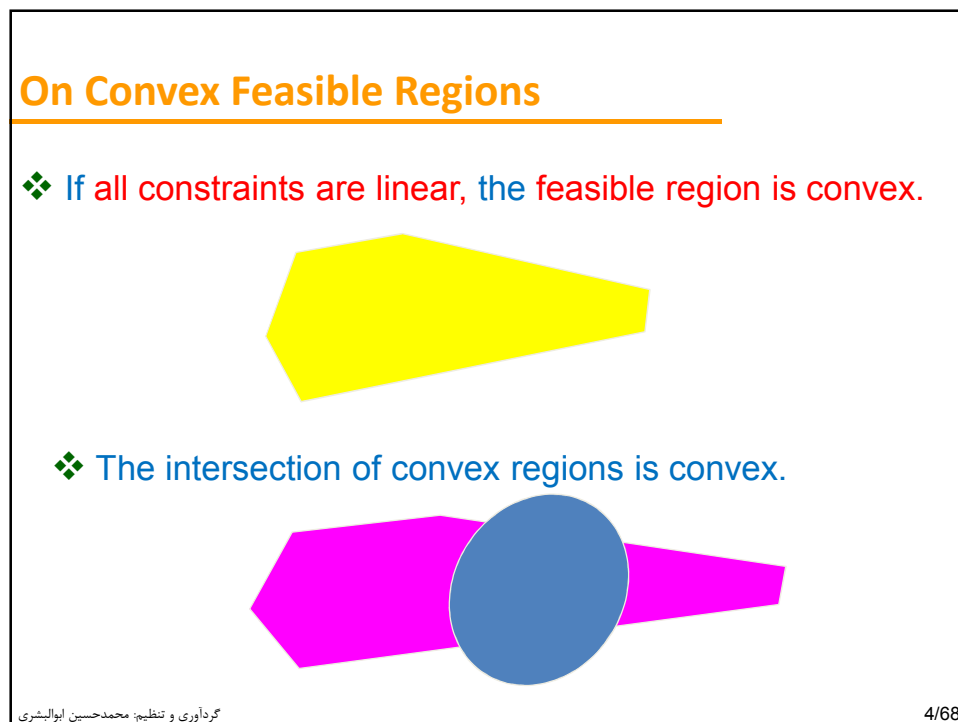 On Convex Feasible Regions
❖ If all constraints are linear, the feasible region is convex.
❖ The intersection of convex regions is convex.
گردآوری و تنظیم: محمدحسین ابوالبشری
4/68